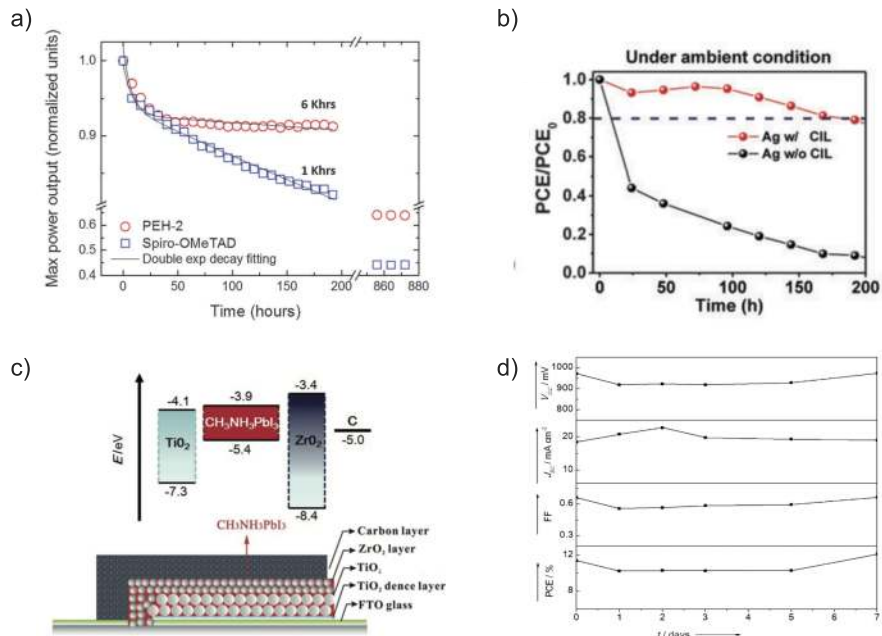 a)
Max power output (normalized units)
1.0
0.9
0.6
0.5
0.4
6 Khrs
1 Khrs
PEH-2
Spiro-OMeTAD
Double exp decay fitting
0 50 100 150 200 860 880
Time (hours)
b)
Under ambient condition
PCE/PCE0
1.0
0.8
0.6
0.4
0.2
0.0
Ag w/ CIL
Ag w/o CIL
0 50 100 150 200
Time (h)
c)
E/eV
-4.1
TiO2
-7.3
-3.9
CH3NH3PbI3
-5.4
-3.4
ZrO2
-8.4
C
-5.0
CH3NH3PbI3
Carbon layer
ZrO2 layer
TiO2
TiO2 dence layer
FTO glass
d)
1000
900
800
/ mV
20
10
/ mA cm
0.6
0.3
FF
12
8
PCE / %
0 1 2 3 4 5 6 7
t / days